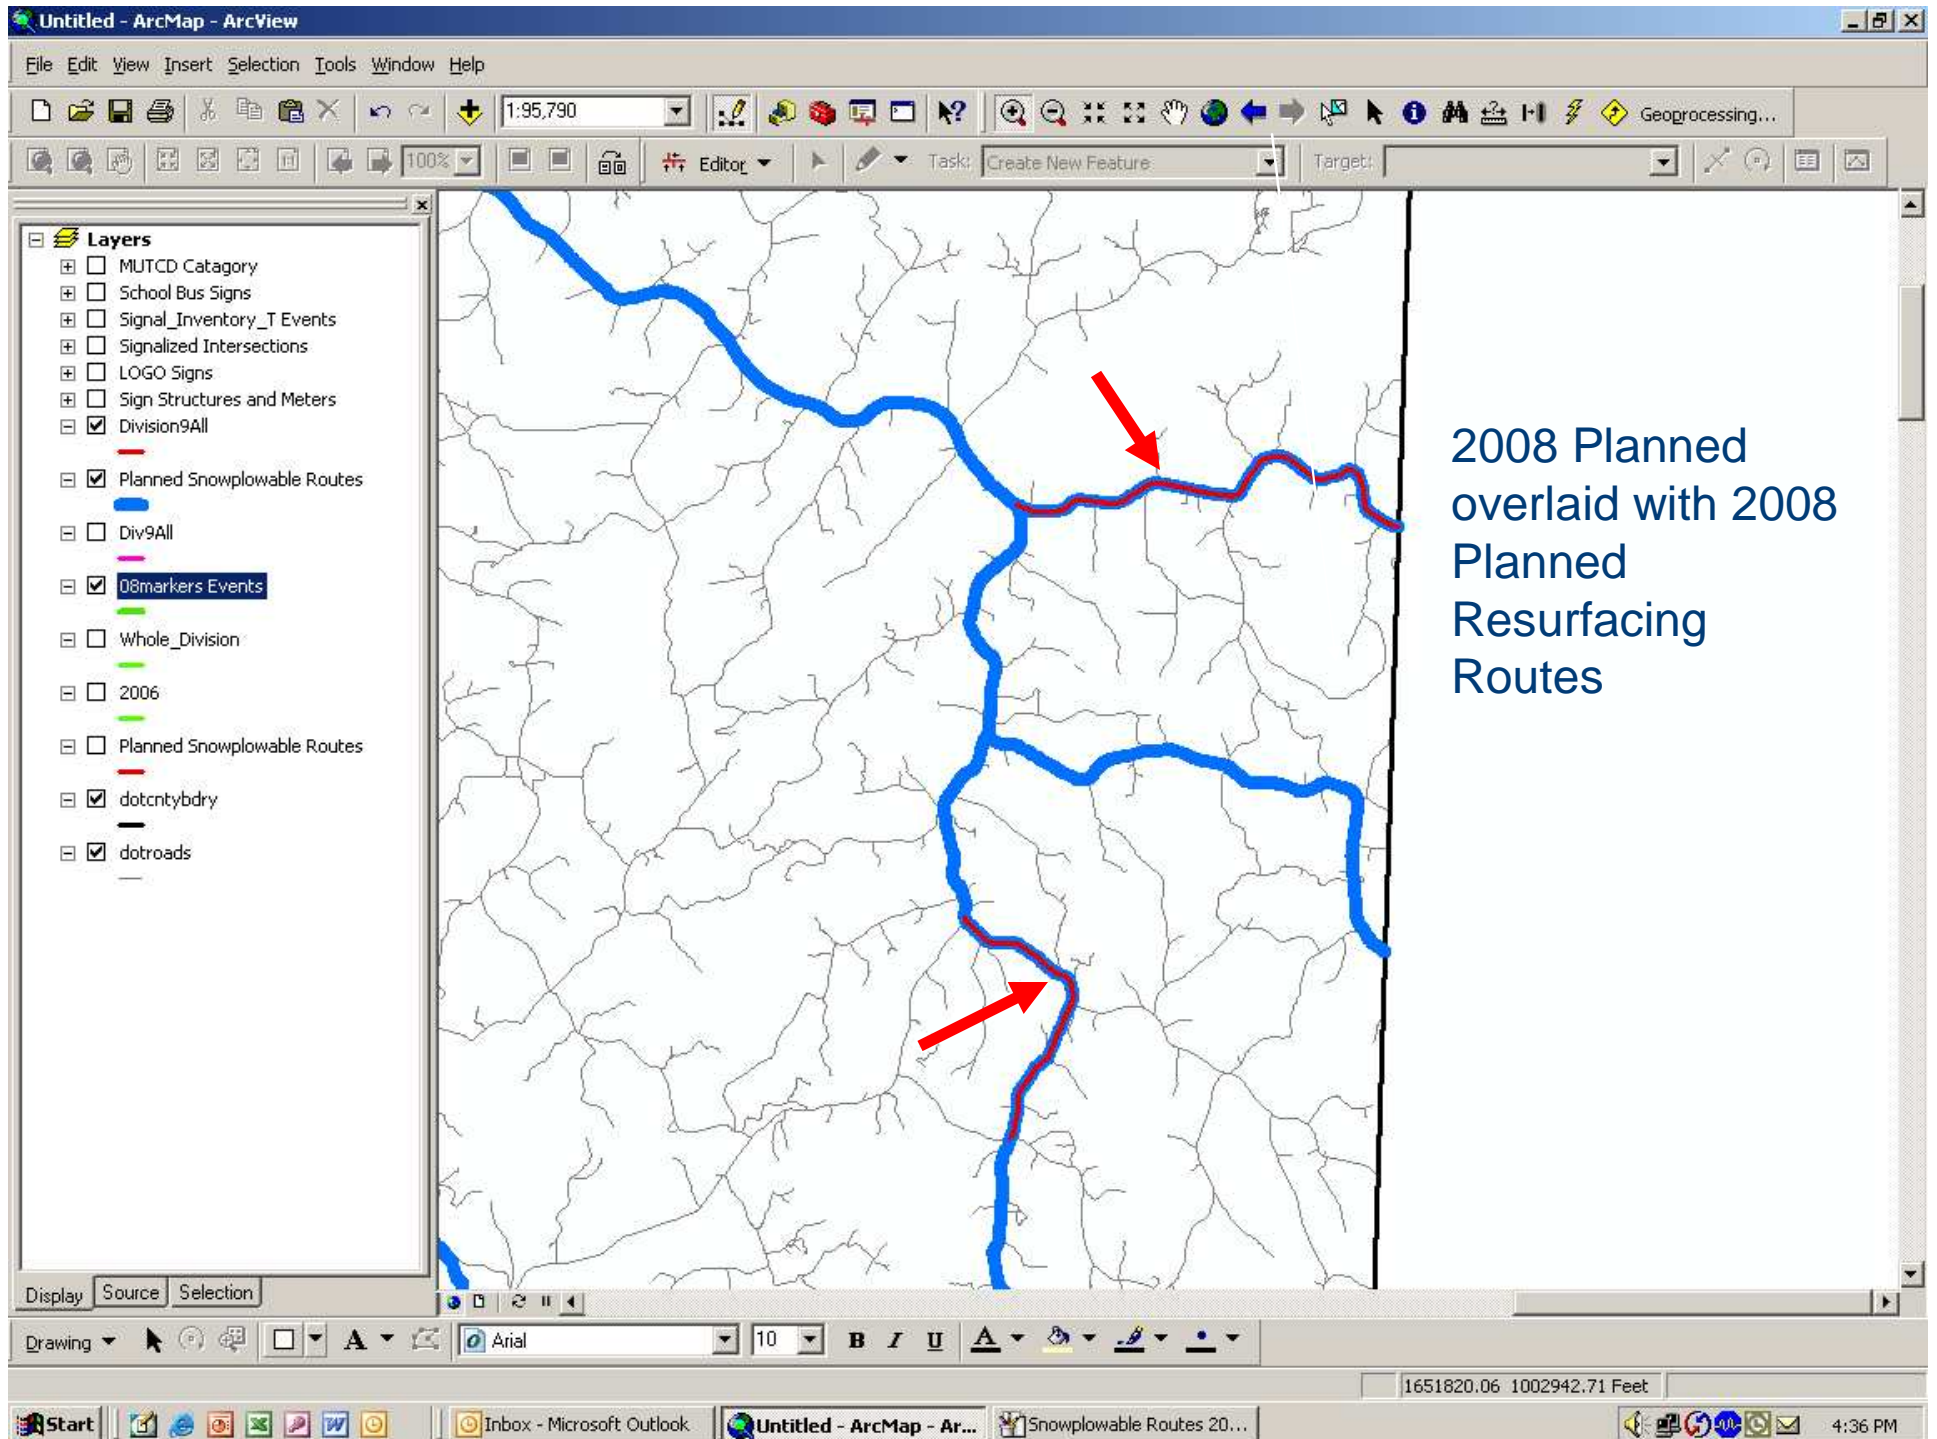 Untitled - ArcMap - ArcView
File Edit View Insert Selection Tools Window Help
1:95,790
Geoprocessing...
100%
Editor
Task: Create New Feature
Target:
Layers
MUTCD Catagory
School Bus Signs
Signal_Inventory_T Events
Signalized Intersections
LOGO Signs
Sign Structures and Meters
Division9All
Planned Snowplowable Routes
Div9All
08markers Events
Whole_Division
2006
Planned Snowplowable Routes
dotcntybdry
dotroads
2008 Planned
overlaid with 2008
Planned
Resurfacing
Routes
Display Source Selection
Drawing
A
Arial
10
B I U A
1651820.06 1002942.71 Feet
Start
Inbox - Microsoft Outlook
Untitled - ArcMap - Ar...
Snowplowable Routes 20...
4:36 PM